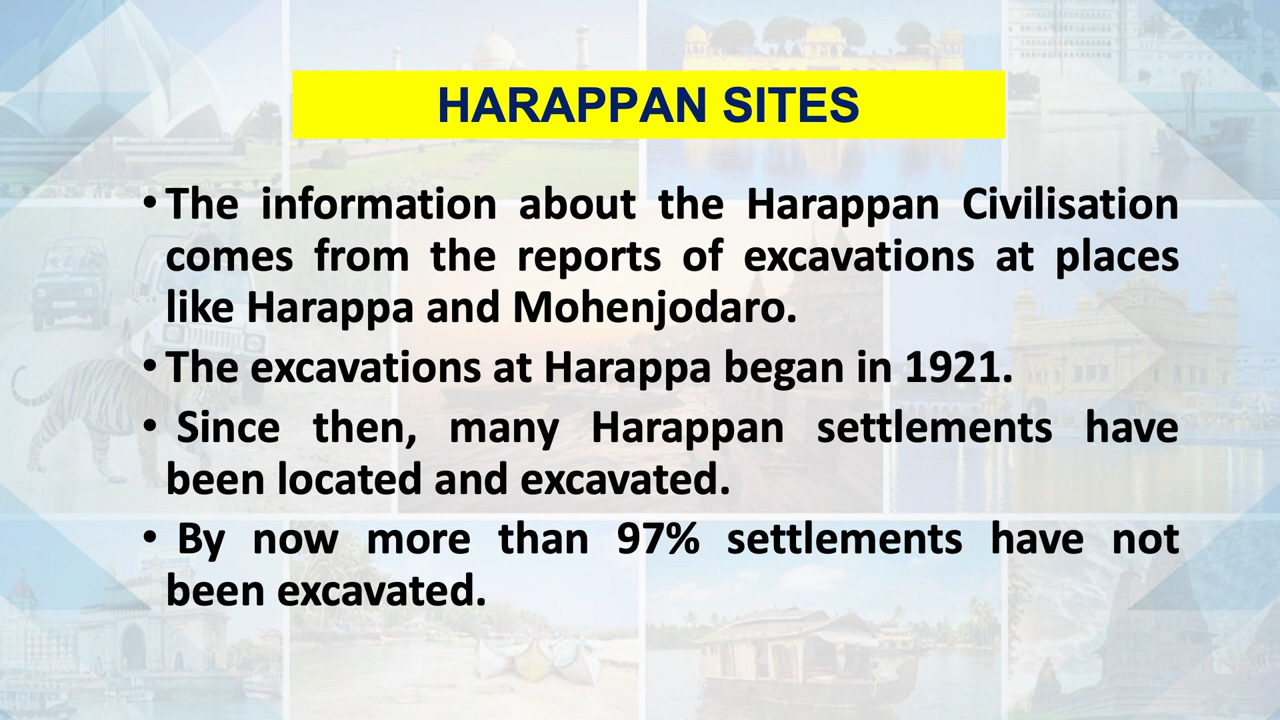 HARAPPAN SITES
• The information about the Harappan Civilisation
comes from the reports of excavations at places
like Harappa and Mohenjodaro.
• The excavations at Harappa began in 1921.
• Since then, many Harappan settlements have
been located and excavated.
• By now more than 97% settlements have not
been excavated.